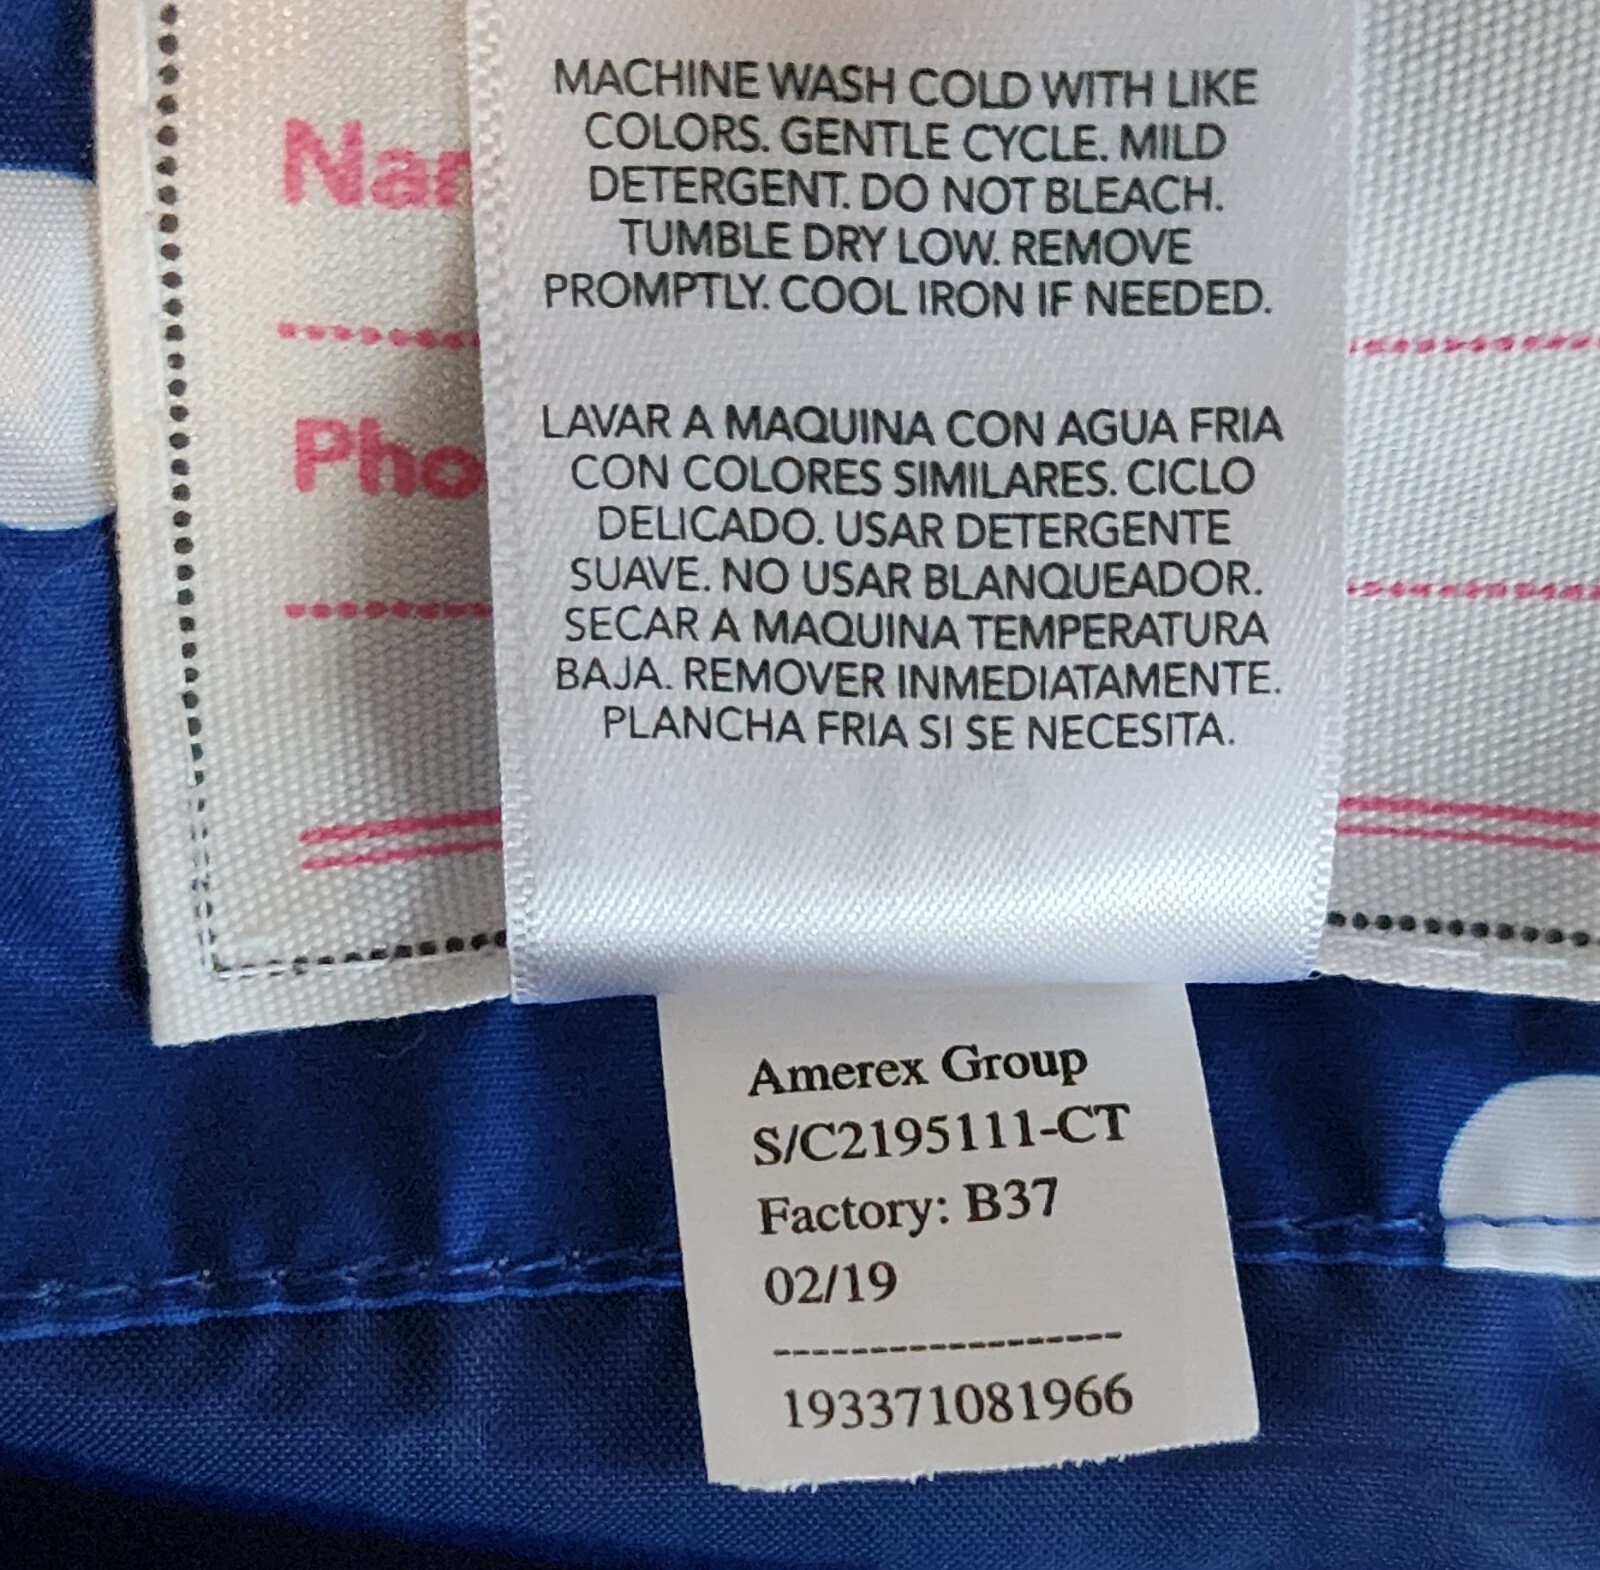 MACHINE WASH COLD WITH LIKE
COLORS. GENTLE CYCLE. MILD
DETERGENT. DO NOT BLEACH.
TUMBLE DRY LOW. REMOVE
PROMPTLY. COOL IRON IF NEEDED.
LAVAR A MAQUINA CON AGUA FRIA
CON COLORES SIMILARES. CICLO
DELICADO. USAR DETERGENTE
SUAVE. NO USAR BLANQUEADOR.
SECAR A MAQUINA TEMPERATURA
BAJA. REMOVER INMEDIATAMENTE.
PLANCHA FRIA SI SE NECESITA.
Amerex Group
S/C2195111-CT
Factory: B37
02/19
193371081966